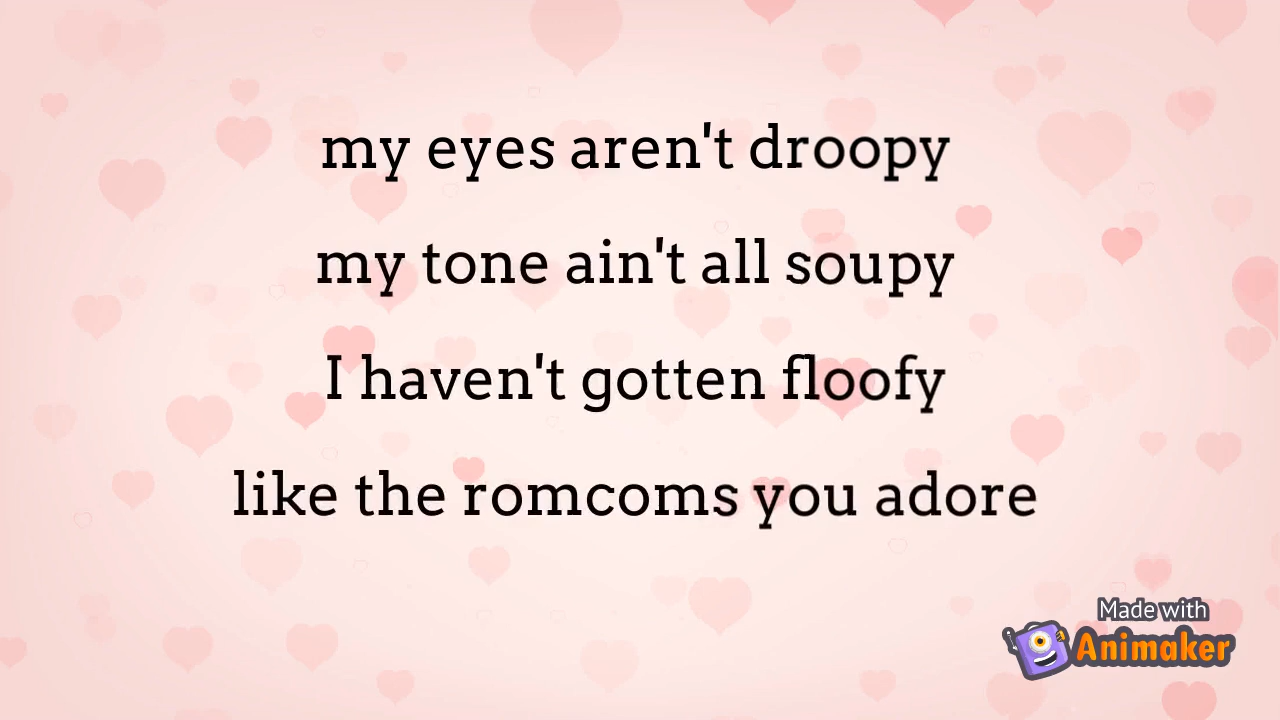 my eyes aren't droopy
my tone ain't all soupy
I haven't gotten floofy
like the romcoms you adore
Made with
Animaker